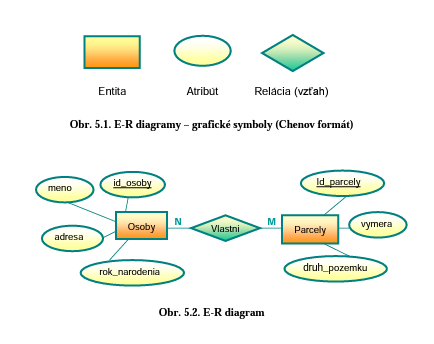 Entita Atribút Relácia (vzťah)
Obr. 5.1. E-R diagramy – grafické symboly (Chenov formát)
id_osoby Id_parcely
meno
N M vymera
Osoby Vlastni Parcely
adresa
rok_narodenia druh_pozemku
Obr. 5.2. E-R diagram